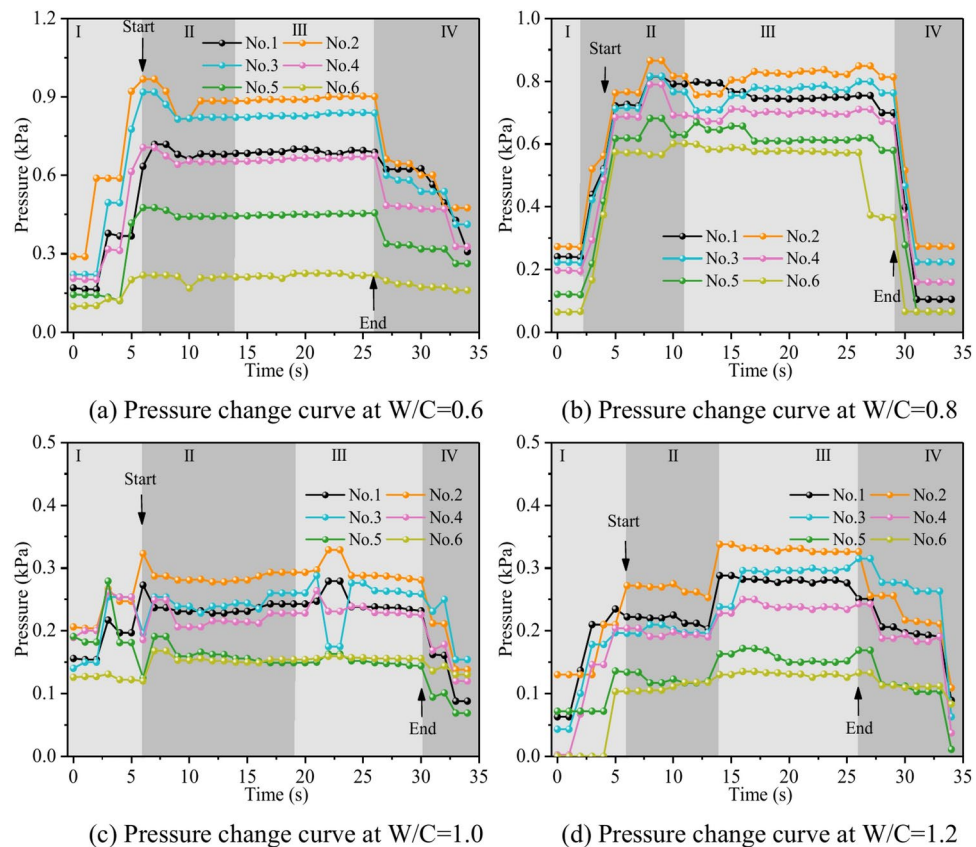 1.2
0.9
0.6
0.3
0.0
Pressure (kPa)
I
II
III
IV
Start
No.1 No.2
No.3 No.4
No.5 No.6
End
0 5 10 15 20 25 30 35
Time (s)
(a) Pressure change curve at W/C=0.6
1.0
0.8
0.6
0.4
0.2
0.0
Pressure (kPa)
I
II
III
IV
Start
No.1 No.2
No.3 No.4
No.5 No.6
End
0 5 10 15 20 25 30 35
Time (s)
(b) Pressure change curve at W/C=0.8
0.5
0.4
0.3
0.2
0.1
0.0
Pressure (kPa)
I
II
III
IV
Start
No.1 No.2
No.3 No.4
No.5 No.6
End
0 5 10 15 20 25 30 35
Time (s)
(c) Pressure change curve at W/C=1.0
0.5
0.4
0.3
0.2
0.1
0.0
Pressure (kPa)
I
II
III
IV
Start
No.1 No.2
No.3 No.4
No.5 No.6
End
0 5 10 15 20 25 30 35
Time (s)
(d) Pressure change curve at W/C=1.2